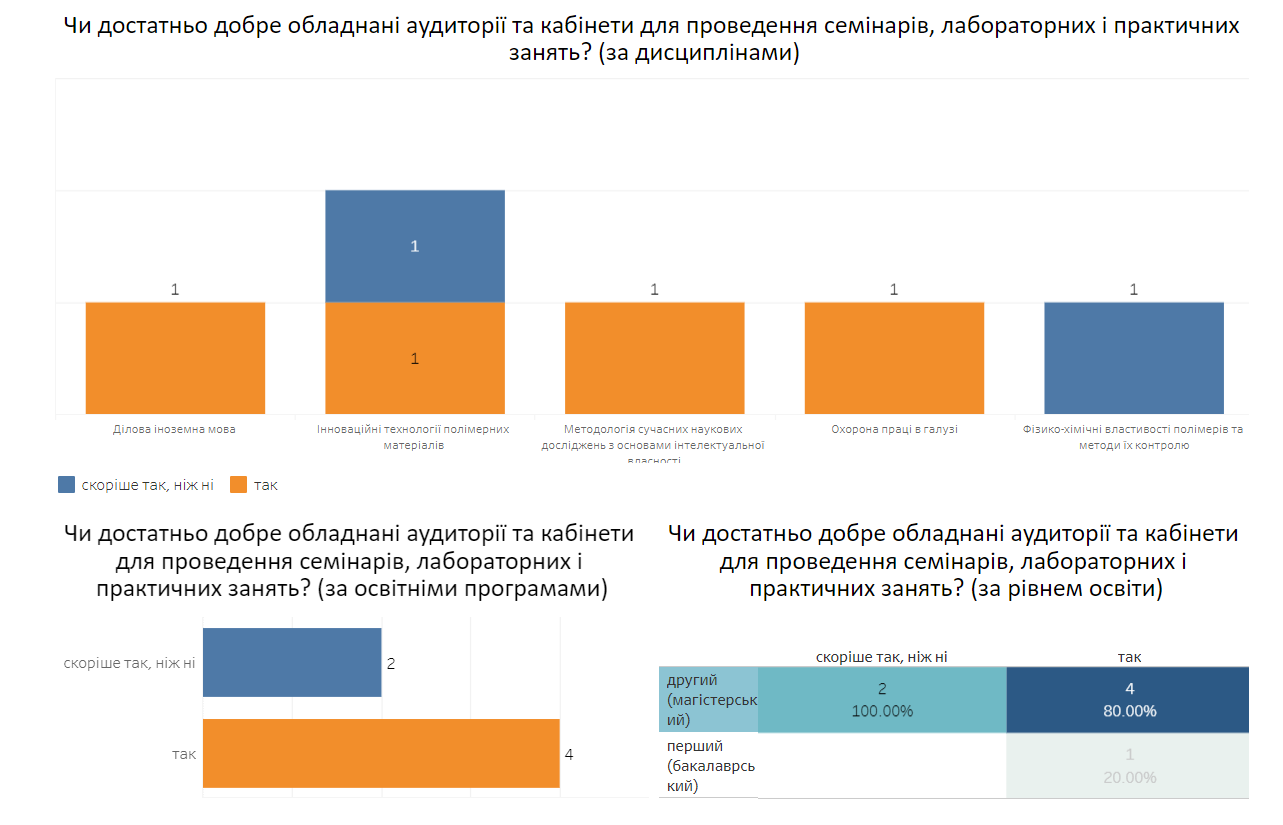 Чи достатньо добре обладнані аудиторії та кабінети для проведення семінарів, лабораторних і практичних
занять? (за дисциплінами)
1
1
1
1
1
1
Ділова іноземна мова
Інноваційні технології полімерних
матеріалів
Методологія сучасних наукових
досліджень з основами інтелектуальної
власності
Охорона праці в галузі
Фізико-хімічні властивості полімерів та
методи їх контролю
скоріше так, ніж ні
так
Чи достатньо добре обладнані аудиторії та кабінети
для проведення семінарів, лабораторних і
практичних занять? (за освітніми програмами)
скоріше так, ніж ні
2
так
4
Чи достатньо добре обладнані аудиторії та кабінети
для проведення семінарів, лабораторних і
практичних занять? (за рівнем освіти)
скоріше так, ніж ні
так
другий
(магістерськ
ий)
2
100.00%
4
80.00%
перший
(бакалаврсь
кий)
1
20.00%